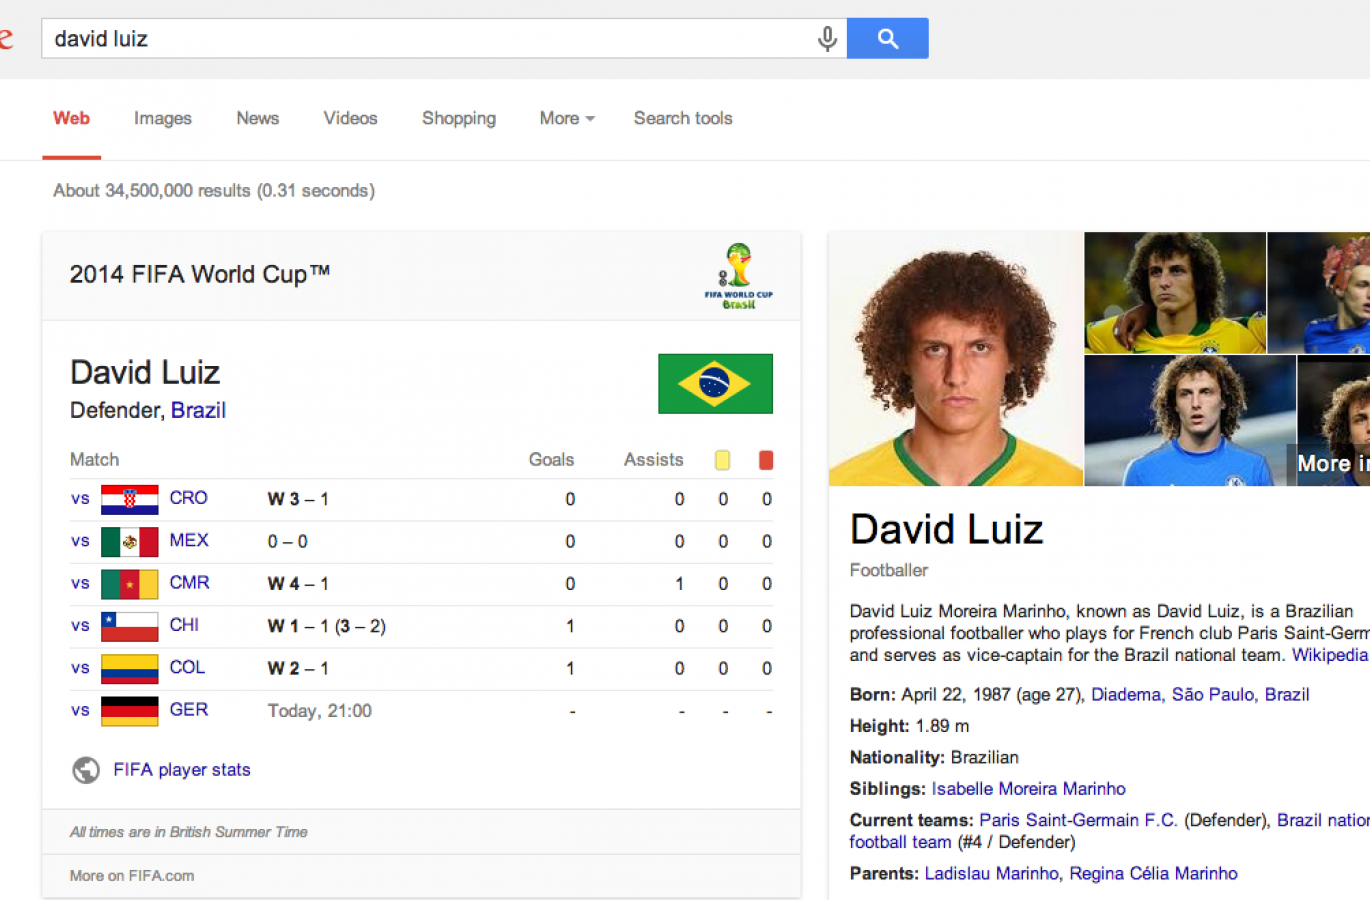 e
david luiz
Web Images News Videos Shopping More Search tools
About 34,500,000 results (0.31 seconds)
2014 FIFA World Cup™
FIFA WORLD CUP
Brasil
David Luiz
Defender, Brazil
Match Goals Assists
vs CRO W 3 – 1 0 0 0 0
vs MEX 0 – 0 0 0 0 0
vs CMR W 4 – 1 0 1 0 0
vs CHI W 1 – 1 (3 – 2) 1 0 0 0
vs COL W 2 – 1 1 0 0 0
vs GER Today, 21:00 - - - -
FIFA player stats
All times are in British Summer Time
More on FIFA.com
More in
David Luiz
Footballer
David Luiz Moreira Marinho, known as David Luiz, is a Brazilian
professional footballer who plays for French club Paris Saint-Germ
and serves as vice-captain for the Brazil national team. Wikipedia
Born: April 22, 1987 (age 27), Diadema, São Paulo, Brazil
Height: 1.89 m
Nationality: Brazilian
Siblings: Isabelle Moreira Marinho
Current teams: Paris Saint-Germain F.C. (Defender), Brazil nation
football team (#4 / Defender)
Parents: Ladislau Marinho, Regina Célia Marinho